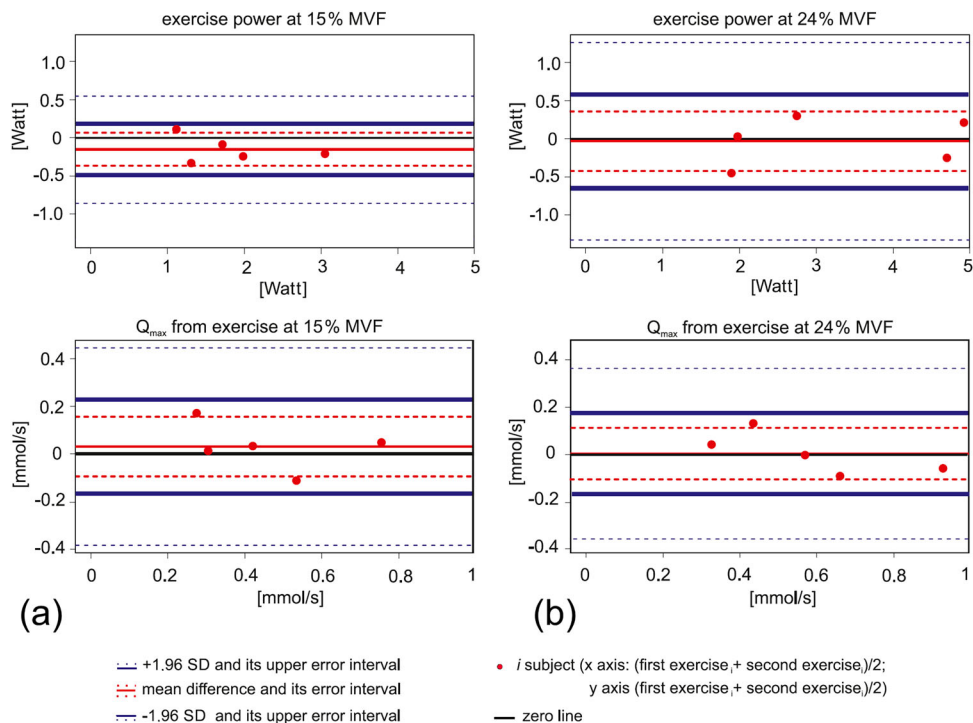 exercise power at 15% MVF
exercise power at 24% MVF
1.0
0.5
0
-0.5
-1.0
[Watt]
0 1 2 3 4 5
[Watt]
1.0
0.5
0
-0.5
-1.0
[Watt]
0 1 2 3 4 5
[Watt]
Qmax from exercise at 15% MVF
Qmax from exercise at 24% MVF
0.4
0.2
0
-0.2
-0.4
[mmol/s]
0 0.2 0.4 0.6 0.8 1
[mmol/s]
0.4
0.2
0
-0.2
-0.4
[mmol/s]
0 0.2 0.4 0.6 0.8 1
[mmol/s]
(a)
(b)
+1.96 SD and its upper error interval
mean difference and its error interval
-1.96 SD and its upper error interval
i subject (x axis: (first exercisei + second exercisei)/2;
y axis (first exercisei + second exercisei)/2)
zero line